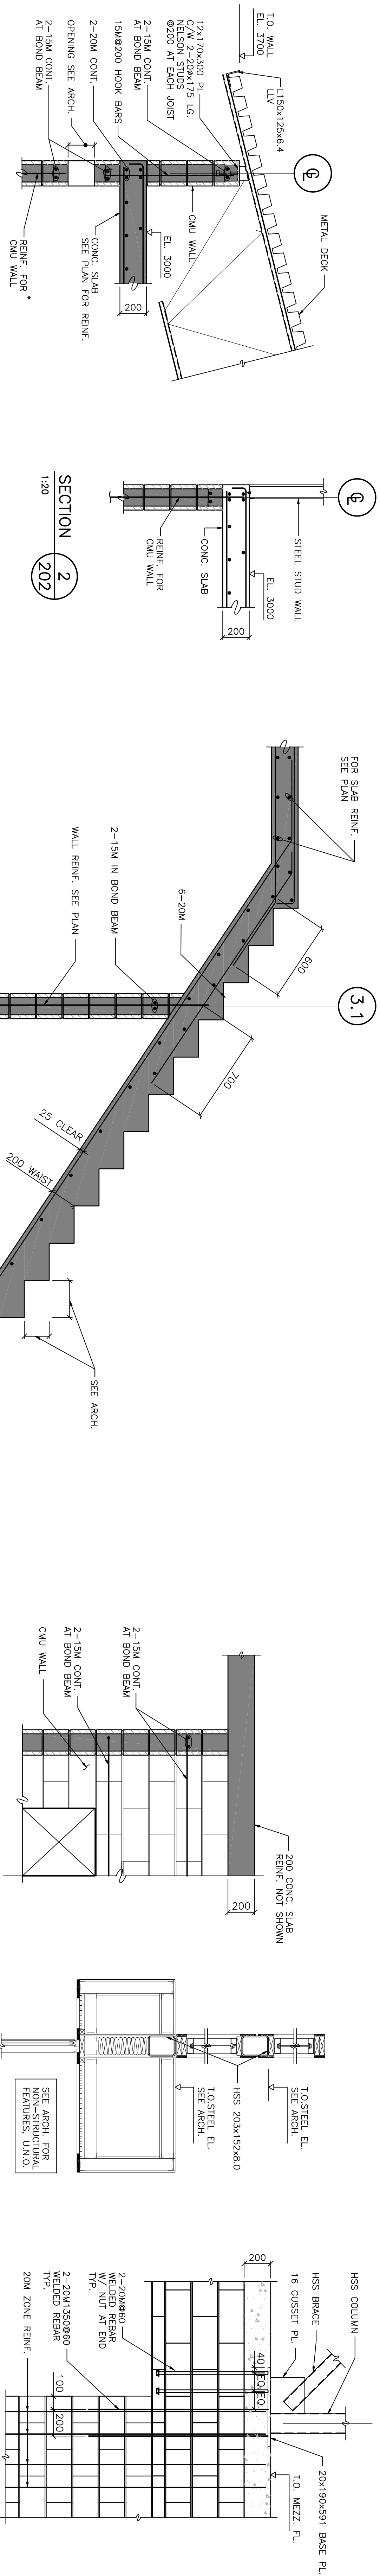 T.O. WALL
EL. 3700
L150x125x6.4
LLV
℄
METAL DECK
12x170x300 PL
C/W 2-20øx175 LG.
NELSON STUDS
@200 AT EACH JOIST
2-15M CONT.
AT BOND BEAM
15M@200 HOOK BARS
2-20M CONT.
OPENING SEE ARCH.
2-15M CONT.
AT BOND BEAM
CMU WALL
EL. 3000
200
CONC. SLAB
SEE PLAN FOR REINF.
REINF. FOR
CMU WALL
℄
STEEL STUD WALL
EL. 3000
200
CONC. SLAB
REINF. FOR
CMU WALL
SECTION
1:20
2
202
3.1
FOR SLAB REINF.
SEE PLAN
600
6-20M
700
2-15M IN BOND BEAM
WALL REINF. SEE PLAN
25 CLEAR
200 WAIST
SEE ARCH.
200 CONC. SLAB
REINF. NOT SHOWN
200
2-15M CONT.
AT BOND BEAM
2-15M CONT.
AT BOND BEAM
CMU WALL
T.O.STEEL EL.
SEE ARCH.
HSS 203x152x8.0
T.O.STEEL EL.
SEE ARCH.
SEE ARCH. FOR
NON-STRUCTURAL
FEATURES, U.N.O.
HSS COLUMN
HSS BRACE
16 GUSSET PL.
20x190x591 BASE PL.
T.O. MEZZ. FL.
200
40
EQ.
EQ.
2-20M@60
WELDED REBAR
W/ NUT AT END
TYP.
100
200
2-20M1350@60
WELDED REBAR
TYP.
20M ZONE REINF.